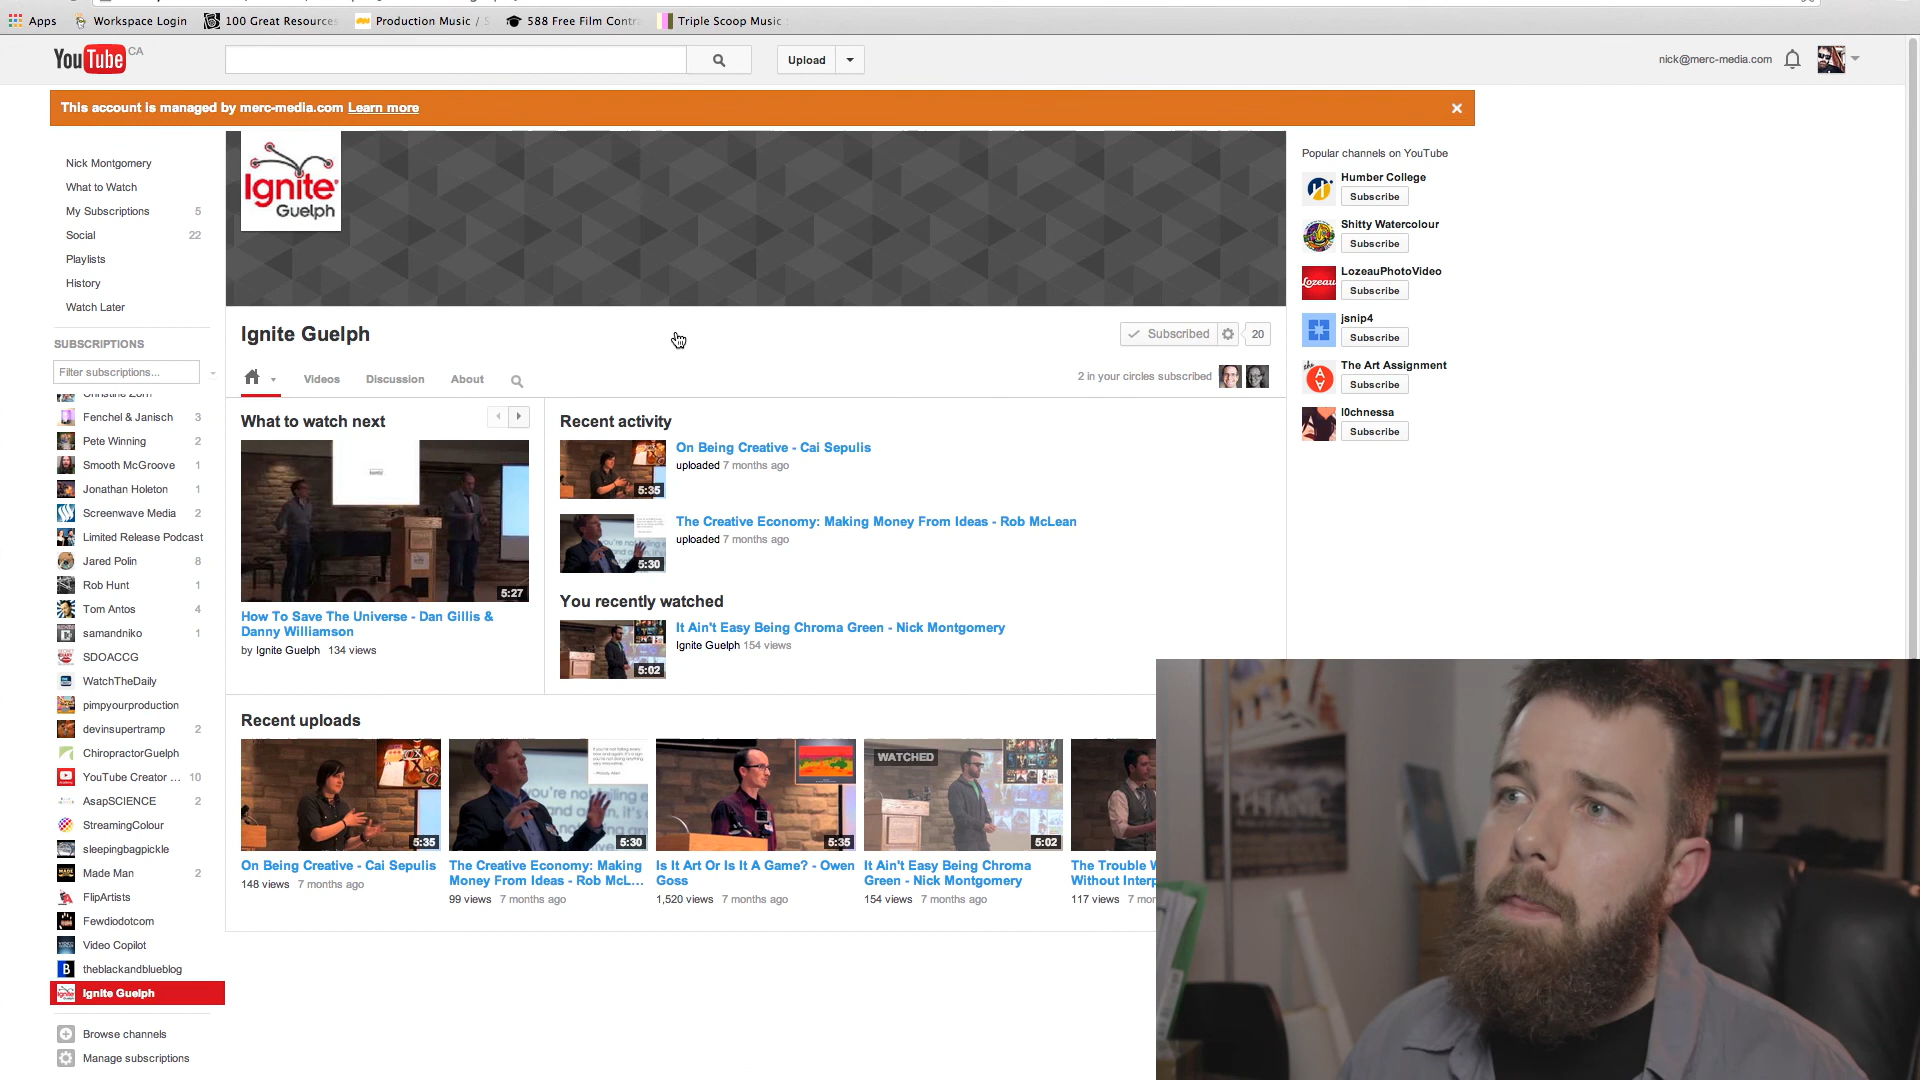 Apps
Workspace Login
100 Great Resources
Production Music / S
588 Free Film Contra
Triple Scoop Music
YouTube CA
Upload
nick@merc-media.com
This account is managed by merc-media.com Learn more
Nick Montgomery
What to Watch
My Subscriptions 5
Social 22
Playlists
History
Watch Later
SUBSCRIPTIONS
Filter subscriptions...
Christine Zorn
Fenchel & Janisch 3
Pete Winning 2
Smooth McGroove 1
Jonathan Holeton 1
Screenwave Media 2
Limited Release Podcast
Jared Polin 8
Rob Hunt 1
Tom Antos 4
samandniko 1
SDOACCG
WatchTheDaily
pimpyourproduction
devinsupertramp 2
ChiropractorGuelph
YouTube Creator ... 10
AsapSCIENCE 2
StreamingColour
sleepingbagpickle
Made Man 2
FlipArtists
Fewdiodotcom
Video Copilot
theblackandblueblog
Ignite Guelph
Browse channels
Manage subscriptions
Ignite
Guelph
Ignite Guelph
Subscribed 20
Videos
Discussion
About
2 in your circles subscribed
What to watch next
5:27
How To Save The Universe - Dan Gillis &
Danny Williamson
by Ignite Guelph 134 views
Recent activity
5:35
On Being Creative - Cai Sepulis
uploaded 7 months ago
5:30
The Creative Economy: Making Money From Ideas - Rob McLean
uploaded 7 months ago
You recently watched
5:02
It Ain't Easy Being Chroma Green - Nick Montgomery
Ignite Guelph 154 views
Recent uploads
5:35
On Being Creative - Cai Sepulis
148 views 7 months ago
you're not failing e
5:30
The Creative Economy: Making
Money From Ideas - Rob McL...
99 views 7 months ago
5:35
Is It Art Or Is It A Game? - Owen
Goss
1,520 views 7 months ago
WATCHED
5:02
It Ain't Easy Being Chroma
Green - Nick Montgomery
154 views 7 months ago
The Trouble W
Without Interp
117 views 7 mon
Popular channels on YouTube
Humber College
Subscribe
Shitty Watercolour
Subscribe
Lozeau
LozeauPhotoVideo
Subscribe
jsnip4
Subscribe
The Art Assignment
Subscribe
l0chnessa
Subscribe